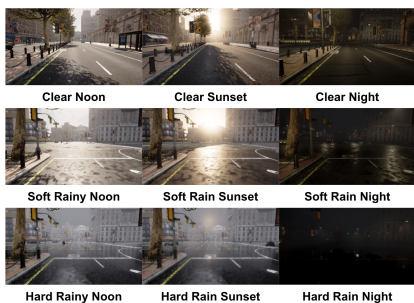 Clear Noon
Clear Sunset
Clear Night
Soft Rainy Noon
Soft Rain Sunset
Soft Rain Night
Hard Rainy Noon
Hard Rain Sunset
Hard Rain Night